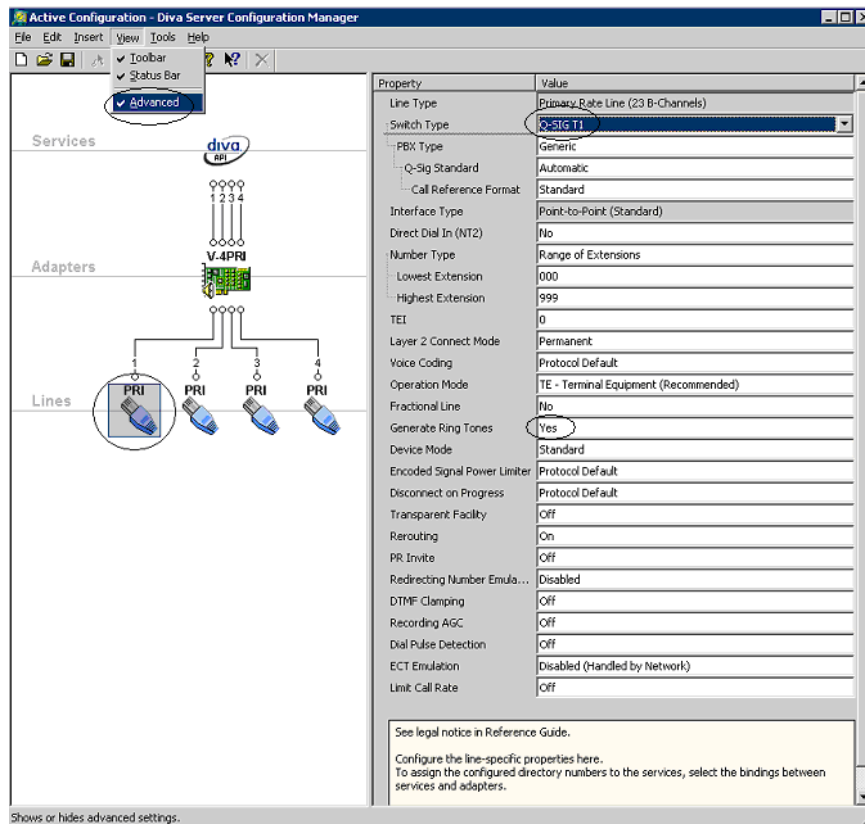 Active Configuration - Diva Server Configuration Manager
File Edit Insert View Tools Help
Toolbar
Status Bar
Advanced
Services
diva
API
1 2 3 4
V-4PRI
Adapters
1 2 3 4
PRI PRI PRI PRI
Lines
Property Value
Line Type Primary Rate Line (23 B-Channels)
Switch Type Q-SIG T1
PBX Type Generic
Q-Sig Standard Automatic
Call Reference Format Standard
Interface Type Point-to-Point (Standard)
Direct Dial In (NT2) No
Number Type Range of Extensions
Lowest Extension 000
Highest Extension 999
TEI 0
Layer 2 Connect Mode Permanent
Voice Coding Protocol Default
Operation Mode TE - Terminal Equipment (Recommended)
Fractional Line No
Generate Ring Tones Yes
Device Mode Standard
Encoded Signal Power Limiter Protocol Default
Disconnect on Progress Protocol Default
Transparent Facility Off
Rerouting On
PR Invite Off
Redirecting Number Emula... Disabled
DTMF Clamping Off
Recording AGC Off
Dial Pulse Detection Off
ECT Emulation Disabled (Handled by Network)
Limit Call Rate Off
See legal notice in Reference Guide.
Configure the line-specific properties here.
To assign the configured directory numbers to the services, select the bindings between
services and adapters.
Shows or hides advanced settings.